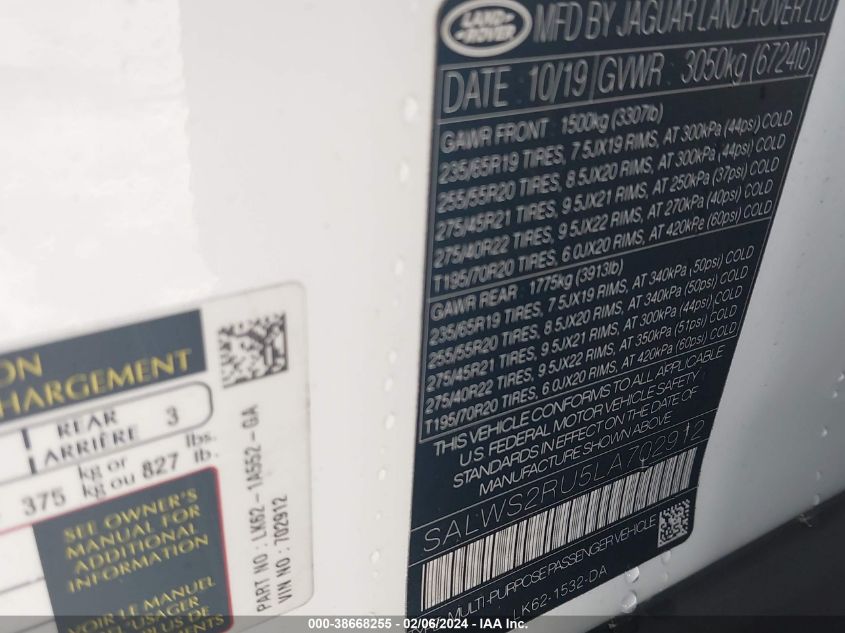 LAND
ROVER
MFD BY JAGUAR LAND ROVER LTD
DATE 10/19 GVWR 3050kg (6724lb)
GAWR FRONT 1500kg (3307lb)
235/65R19 TIRES, 7 5JX19 RIMS, AT 300kPa (44psi) COLD
255/55R20 TIRES, 8 5JX20 RIMS, AT 300kPa (44psi) COLD
275/45R21 TIRES, 9 5JX21 RIMS, AT 250kPa (37psi) COLD
275/40R22 TIRES, 9 5JX22 RIMS, AT 270kPa (40psi) COLD
T195/70R20 TIRES, 6.0JX20 RIMS, AT 420kPa (60psi) COLD
GAWR REAR : 1775kg (3913lb)
235/65R19 TIRES, 7 5JX19 RIMS, AT 340kPa (50psi) COLD
255/55R20 TIRES, 8 5JX20 RIMS, AT 340kPa (50psi) COLD
275/45R21 TIRES, 9 5JX21 RIMS, AT 300kPa (44psi) COLD
275/40R22 TIRES, 9 5JX22 RIMS, AT 350kPa (51psi) COLD
T195/70R20 TIRES, 6 0JX20 RIMS, AT 420kPa (60psi) COLD
THIS VEHICLE CONFORMS TO ALL APPLICABLE
U.S FEDERAL MOTOR VEHICLE SAFETY
STANDARDS IN EFFECT ON THE DATE OF
MANUFACTURE SHOWN ABOVE
SALWS2RU5LA702912
MULTI-PURPOSE PASSENGER VEHICLE
LK62-1532-DA
ON
HARGEMENT
REAR 3
ARRIÈRE
375 kg or 827 lbs.
kg ou lb.
SEE OWNER'S
MANUAL FOR
ADDITIONAL
INFORMATION
VOIR LE MANUEL
USAGER
PLUS DE
PART NO : LK62-1A552-GA
VIN NO : 702912
000-38668255 - 02/06/2024 - IAA Inc.